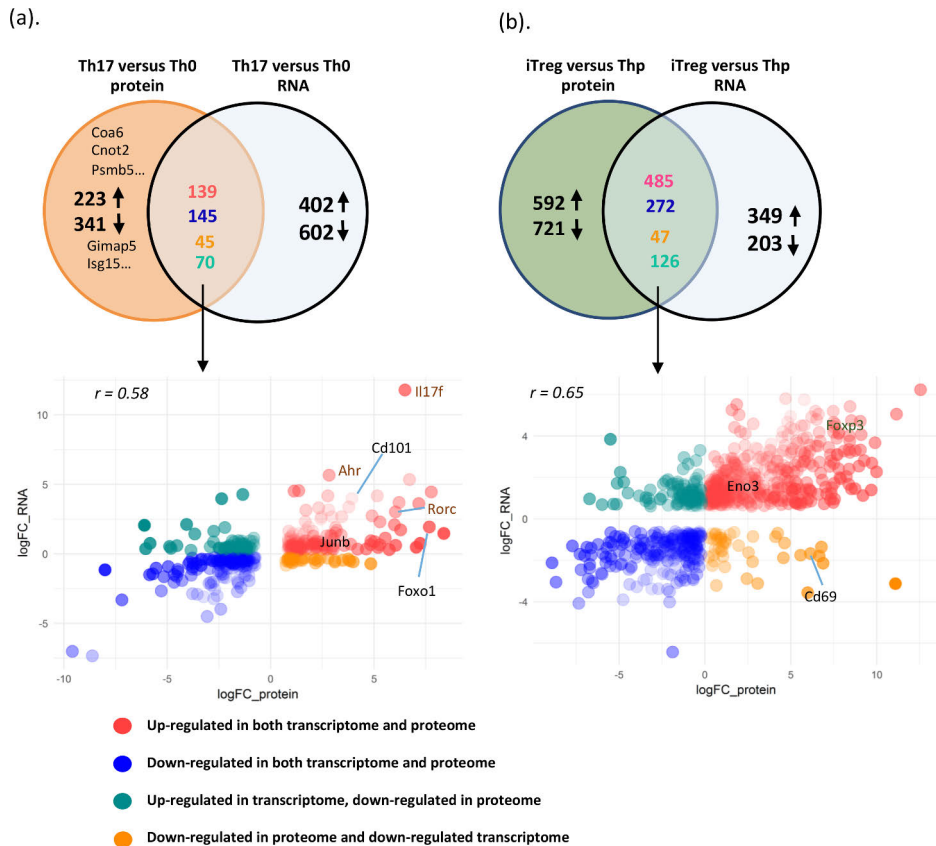 (a).
Th17 versus Th0
protein
Th17 versus Th0
RNA
Coa6
Cnot2
Psmb5...
223
341
Gimap5
Isg15...
139
145
45
70
402
602
r = 0.58
Il17f
Cd101
Ahr
Rorc
Junb
Foxo1
logFC_RNA
10
5
0
-5
-10
-5
0
5
logFC_protein
(b).
iTreg versus Thp
protein
iTreg versus Thp
RNA
592
721
485
272
47
126
349
203
r = 0.65
Foxp3
Eno3
Cd69
logFC_RNA
4
0
-4
-5
0
5
10
logFC_protein
Up-regulated in both transcriptome and proteome
Down-regulated in both transcriptome and proteome
Up-regulated in transcriptome, down-regulated in proteome
Down-regulated in proteome and down-regulated transcriptome